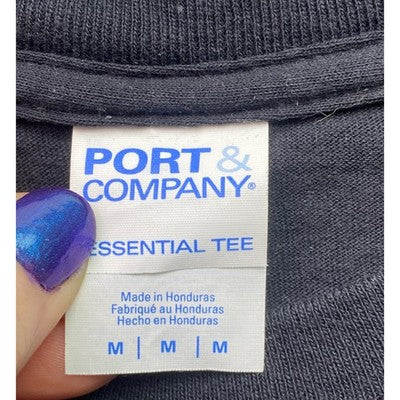 PORT &
COMPANY®
ESSENTIAL TEE
Made in Honduras
Fabriqué au Honduras
Hecho en Honduras
M | M | M